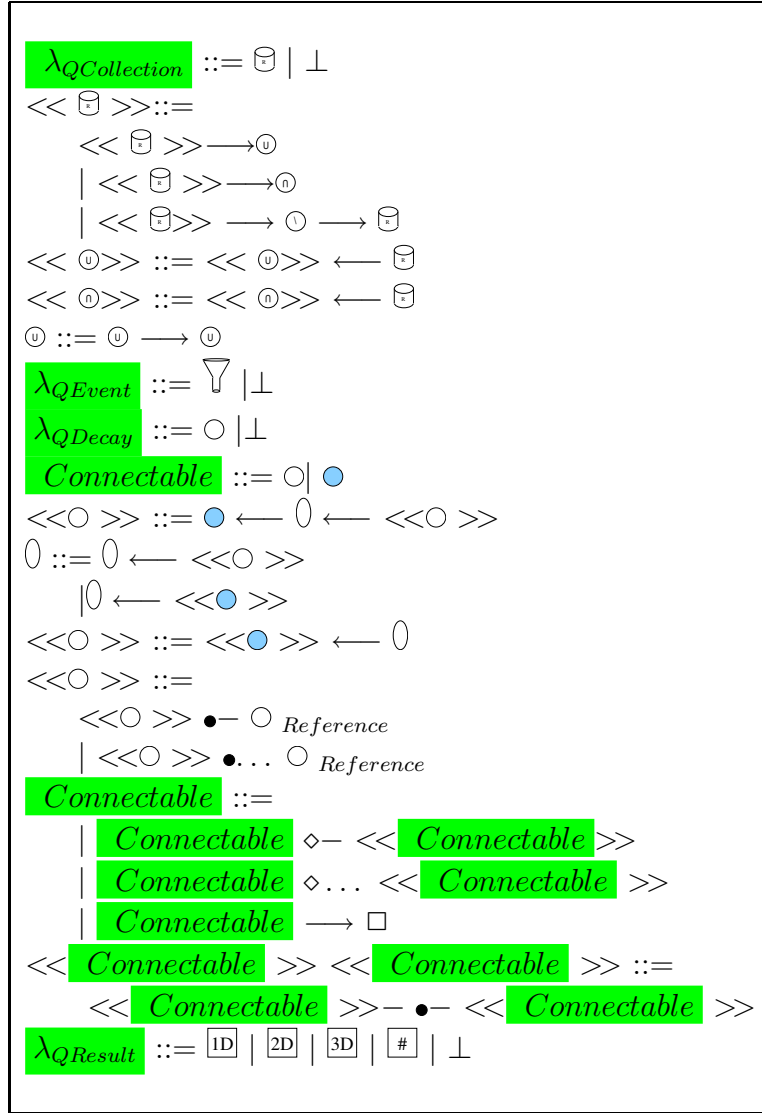 λQCollection ::= R | ⊥
<< R >>::=
<< R >>⟶∪
| << R >>⟶∩
| << R>> ⟶ \ ⟶ R
<< ∪>> ::= << ∪>> ⟵ R
<< ∩>> ::= << ∩>> ⟵ R
∪ ::= ∪ ⟶ ∪
λQEvent ::= |⊥
λQDecay ::= ○ |⊥
Connectable ::= ○| ●
<<○ >> ::= ● ⟵ ⬯ ⟵ <<○ >>
⬯ ::= ⬯ ⟵ <<○ >>
|⬯ ⟵ <<● >>
<<○ >> ::= <<● >> ⟵ ⬯
<<○ >> ::=
<<○ >> •− ○ Reference
| <<○ >> •... ○ Reference
Connectable ::=
| Connectable ⋄− << Connectable >>
| Connectable ⋄... << Connectable >>
| Connectable ⟶ □
<< Connectable >> << Connectable >> ::=
<< Connectable >>− •− << Connectable >>
λQResult ::= 1D | 2D | 3D | # | ⊥